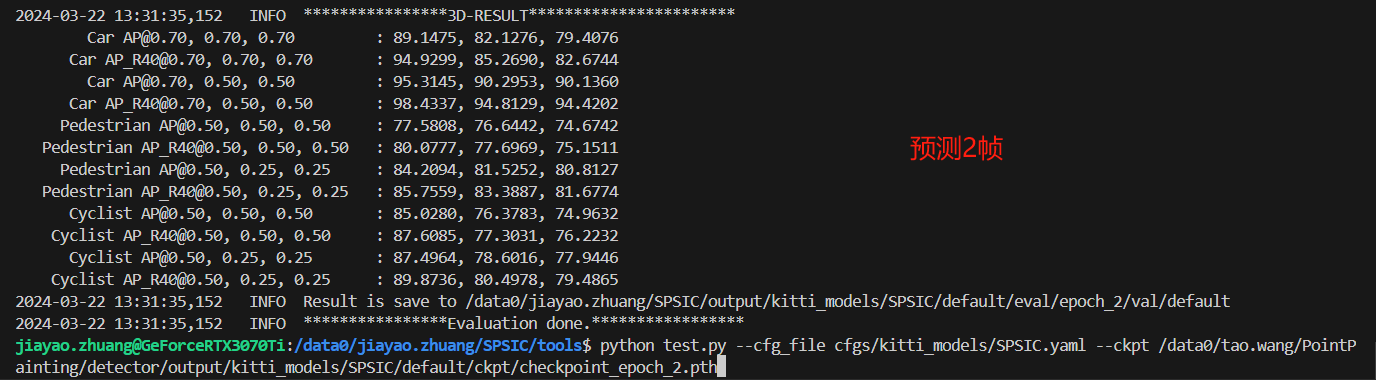 2024-03-22 13:31:35,152   INFO  ****************3D-RESULT***********************
Car AP@0.70, 0.70, 0.70         : 89.1475, 82.1276, 79.4076
Car AP_R40@0.70, 0.70, 0.70       : 94.9299, 85.2690, 82.6744
Car AP@0.70, 0.50, 0.50         : 95.3145, 90.2953, 90.1360
Car AP_R40@0.70, 0.50, 0.50       : 98.4337, 94.8129, 94.4202
Pedestrian AP@0.50, 0.50, 0.50     : 77.5808, 76.6442, 74.6742
Pedestrian AP_R40@0.50, 0.50, 0.50   : 80.0777, 77.6969, 75.1511
预测2帧
Pedestrian AP@0.50, 0.25, 0.25     : 84.2094, 81.5252, 80.8127
Pedestrian AP_R40@0.50, 0.25, 0.25   : 85.7559, 83.3887, 81.6774
Cyclist AP@0.50, 0.50, 0.50       : 85.0280, 76.3783, 74.9632
Cyclist AP_R40@0.50, 0.50, 0.50     : 87.6085, 77.3031, 76.2232
Cyclist AP@0.50, 0.25, 0.25       : 87.4964, 78.6016, 77.9446
Cyclist AP_R40@0.50, 0.25, 0.25     : 89.8736, 80.4978, 79.4865
2024-03-22 13:31:35,152   INFO  Result is save to /data0/jiayao.zhuang/SPSIC/output/kitti_models/SPSIC/default/eval/epoch_2/val/default
2024-03-22 13:31:35,152   INFO  ****************Evaluation done.*****************
jiayao.zhuang@GeForceRTX3070Ti:/data0/jiayao.zhuang/SPSIC/tools$ python test.py --cfg_file cfgs/kitti_models/SPSIC.yaml --ckpt /data0/tao.wang/PointP
ainting/detector/output/kitti_models/SPSIC/default/ckpt/checkpoint_epoch_2.pth